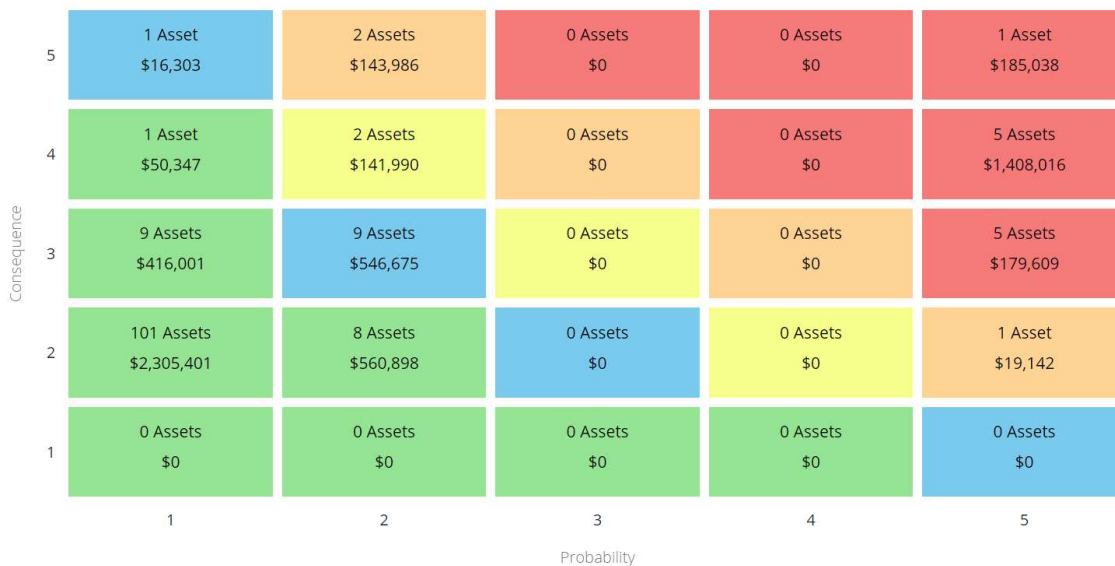 5
1 Asset
$16,303
2 Assets
$143,986
0 Assets
$0
0 Assets
$0
1 Asset
$185,038
4
1 Asset
$50,347
2 Assets
$141,990
0 Assets
$0
0 Assets
$0
5 Assets
$1,408,016
Consequence
3
9 Assets
$416,001
9 Assets
$546,675
0 Assets
$0
0 Assets
$0
5 Assets
$179,609
2
101 Assets
$2,305,401
8 Assets
$560,898
0 Assets
$0
0 Assets
$0
1 Asset
$19,142
1
0 Assets
$0
0 Assets
$0
0 Assets
$0
0 Assets
$0
0 Assets
$0
1
2
3
4
5
Probability